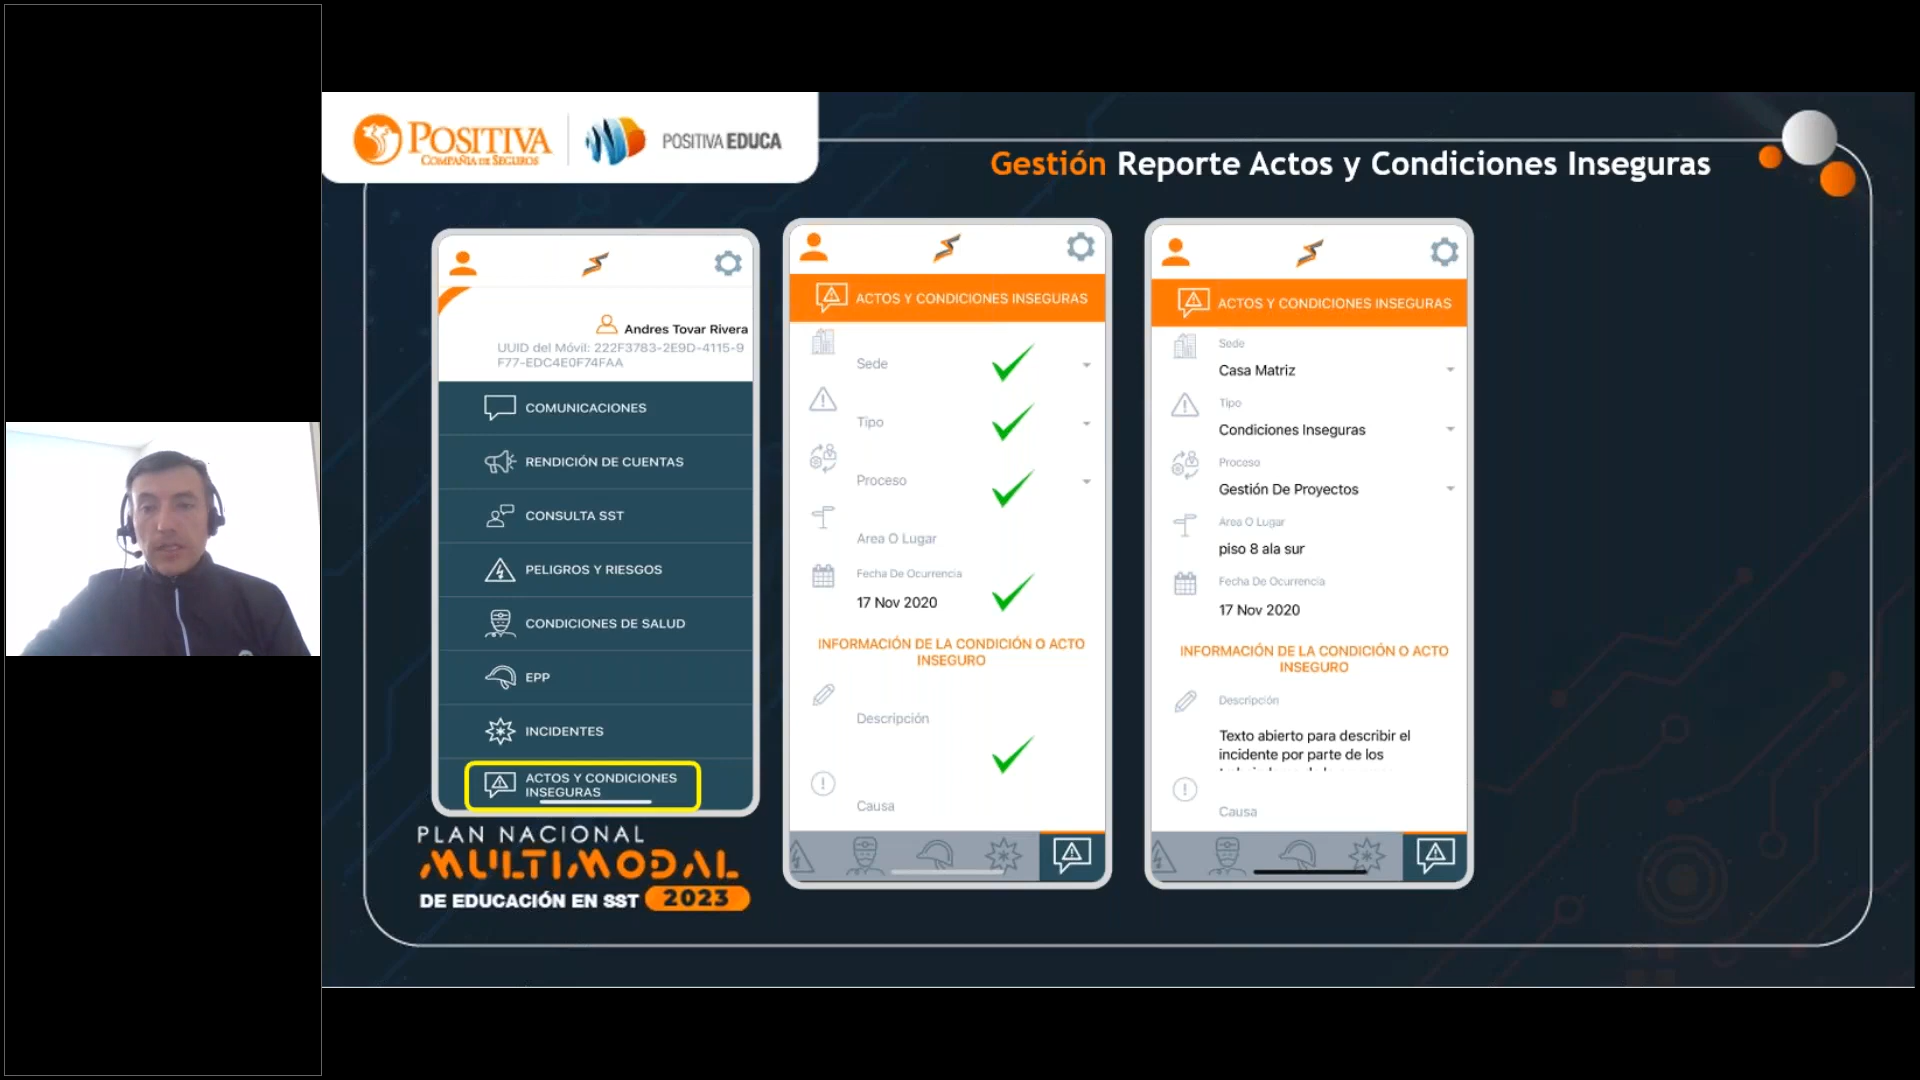 POSITIVA
COMPAÑÍA DE SEGUROS
POSITIVA EDUCA
Gestión Reporte Actos y Condiciones Inseguras
Andres Tovar Rivera
UUID del Móvil: 222F3783-2E9D-4115-9
F77-EDC4E0F74FAA
COMUNICACIONES
RENDICIÓN DE CUENTAS
CONSULTA SST
PELIGROS Y RIESGOS
CONDICIONES DE SALUD
EPP
INCIDENTES
ACTOS Y CONDICIONES
INSEGURAS
ACTOS Y CONDICIONES INSEGURAS
Sede
Tipo
Proceso
Area O Lugar
Fecha De Ocurrencia
17 Nov 2020
INFORMACIÓN DE LA CONDICIÓN O ACTO
INSEGURO
Descripción
Causa
ACTOS Y CONDICIONES INSEGURAS
Sede
Casa Matriz
Tipo
Condiciones Inseguras
Proceso
Gestión De Proyectos
Area O Lugar
piso 8 ala sur
Fecha De Ocurrencia
17 Nov 2020
INFORMACIÓN DE LA CONDICIÓN O ACTO
INSEGURO
Descripción
Texto abierto para describir el
incidente por parte de los
Causa
PLAN NACIONAL
MULTIMODAL
DE EDUCACIÓN EN SST 2023